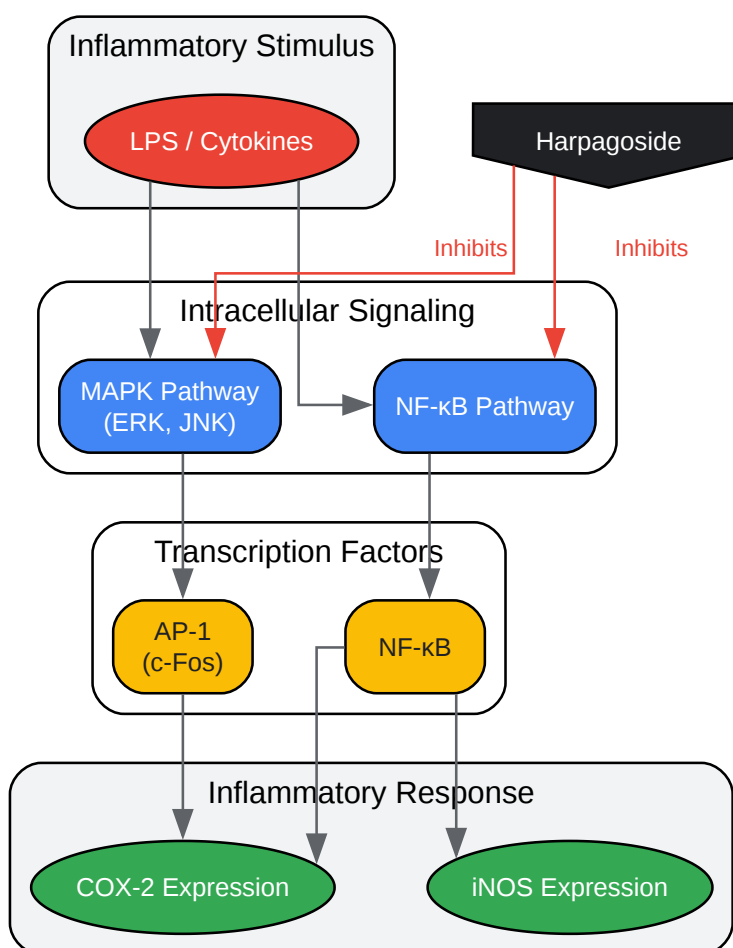 Inflammatory Stimulus
LPS / Cytokines
Harpagoside
Inhibits
Inhibits
Intracellular Signaling
MAPK Pathway
(ERK, JNK)
NF-κB Pathway
Transcription Factors
AP-1
(c-Fos)
NF-κB
Inflammatory Response
COX-2 Expression
iNOS Expression